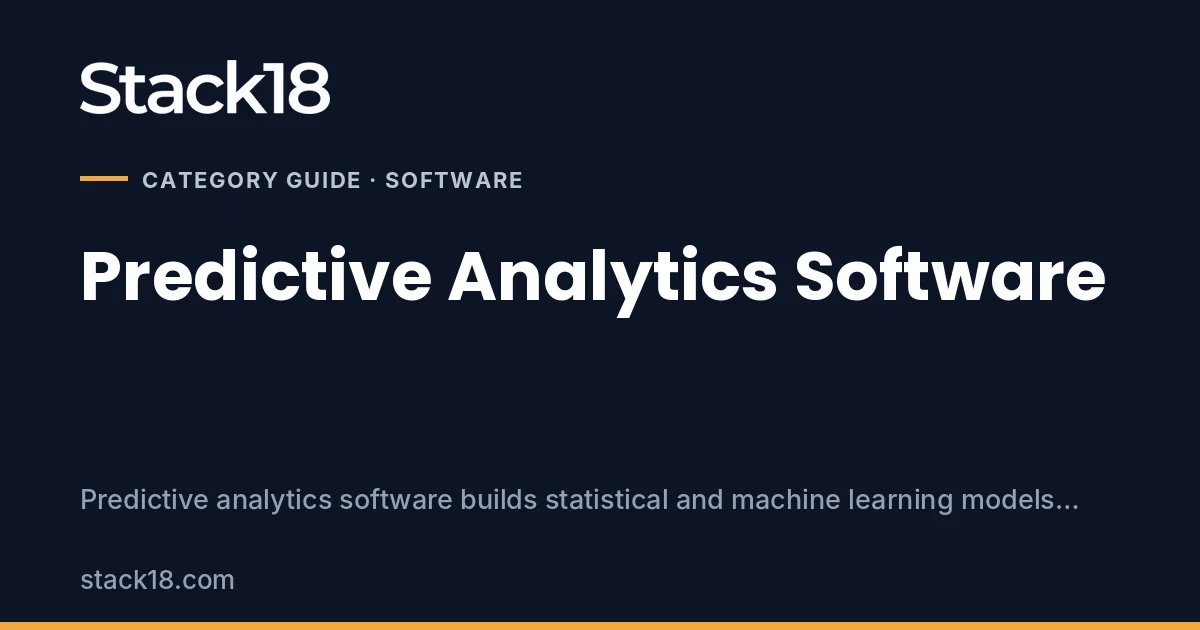 Stack18
CATEGORY GUIDE · SOFTWARE
Predictive Analytics Software
Predictive analytics software builds statistical and machine learning models...
stack18.com